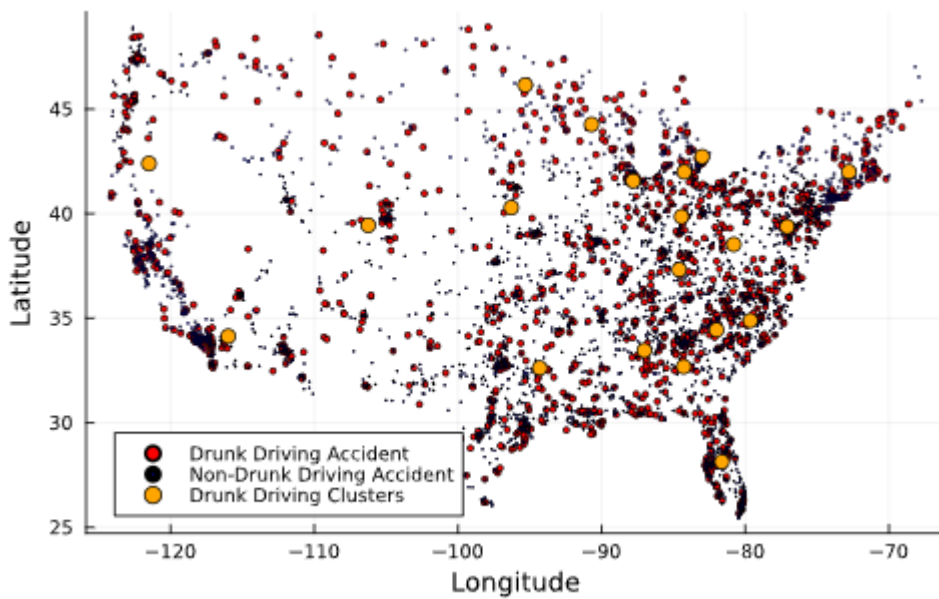 45
40
35
30
25
Latitude
Drunk Driving Accident
Non-Drunk Driving Accident
Drunk Driving Clusters
−120 −110 −100 −90 −80 −70
Longitude